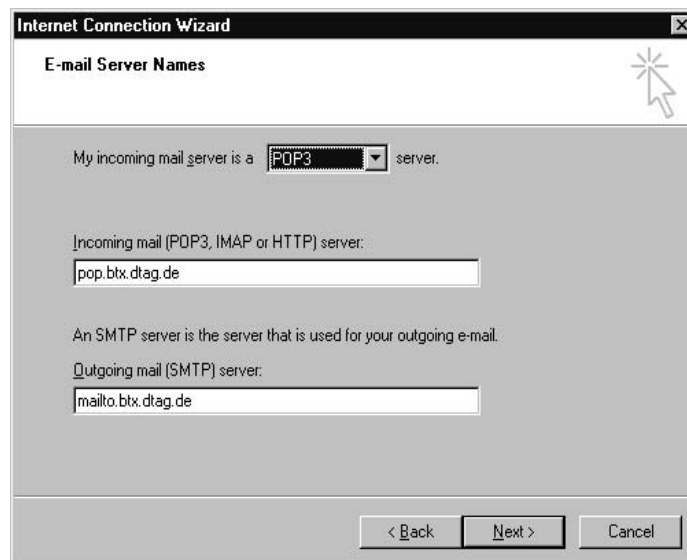 Internet Connection Wizard
E-mail Server Names
My incoming mail server is a POP3 server.
Incoming mail (POP3, IMAP or HTTP) server:
pop.btx.dtag.de
An SMTP server is the server that is used for your outgoing e-mail.
Outgoing mail (SMTP) server:
mailto.btx.dtag.de
< Back Next > Cancel